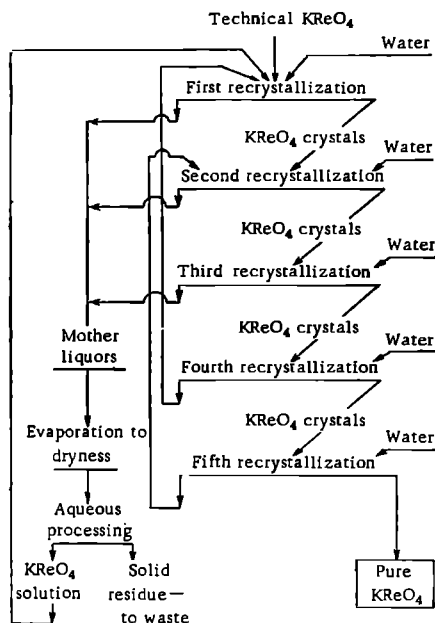 Technical KReO4
Water
First recrystallization
KReO4 crystals
Water
Second recrystallization
KReO4 crystals
Water
Third recrystallization
Mother
liquors
KReO4 crystals
Water
Fourth recrystallization
Evaporation to
dryness
KReO4 crystals
Water
Fifth recrystallization
Aqueous
processing
KReO4
solution
Solid
residue—
to waste
Pure
KReO4